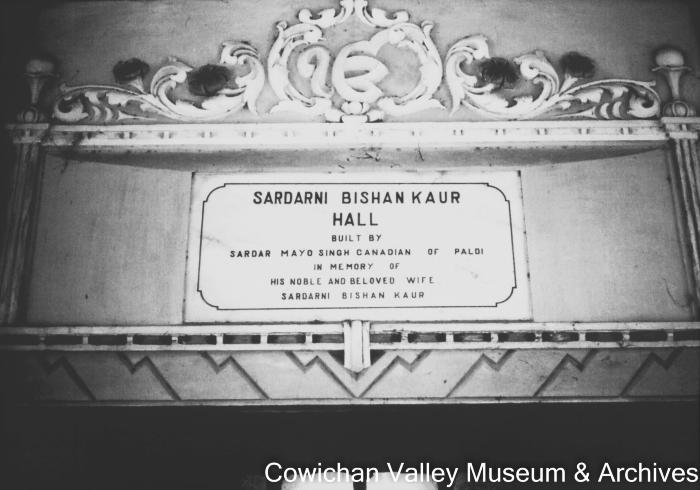 ੴ
SARDARNI BISHAN KAUR
HALL
BUILT BY
SARDAR MAYO SINGH CANADIAN OF PALDI
IN MEMORY OF
HIS NOBLE AND BELOVED WIFE
SARDARNI BISHAN KAUR
Cowichan Valley Museum & Archives